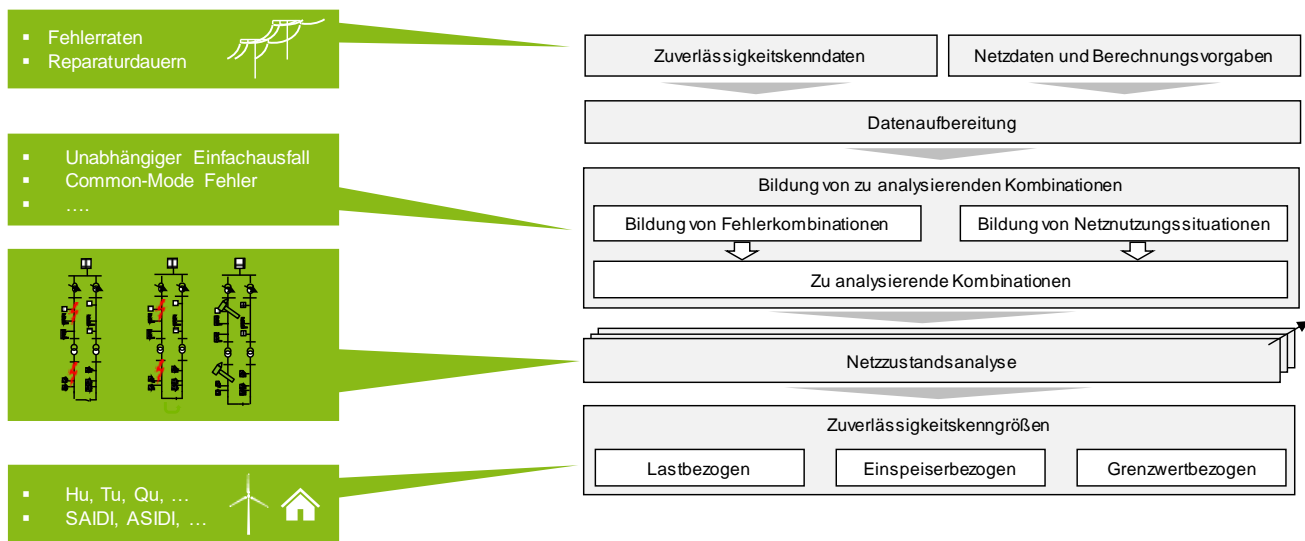 ▪ Fehlerraten
▪ Reparaturdauern
Zuverlässigkeitskenndaten
Netzdaten und Berechnungsvorgaben
Datenaufbereitung
▪ Unabhängiger Einfachausfall
▪ Common-Mode Fehler
▪ ….
Bildung von zu analysierenden Kombinationen
Bildung von Fehlerkombinationen
Bildung von Netznutzungssituationen
Zu analysierende Kombinationen
Netzzustandsanalyse
Zuverlässigkeitskenngrößen
Lastbezogen
Einspeiserbezogen
Grenzwertbezogen
▪ Hu, Tu, Qu, …
▪ SAIDI, ASIDI, …